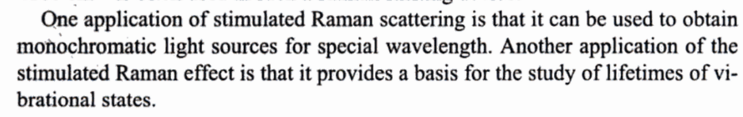 One application of stimulated Raman scattering is that it can be used to obtain
monochromatic light sources for special wavelength. Another application of the
stimulated Raman effect is that it provides a basis for the study of lifetimes of vi-
brational states.